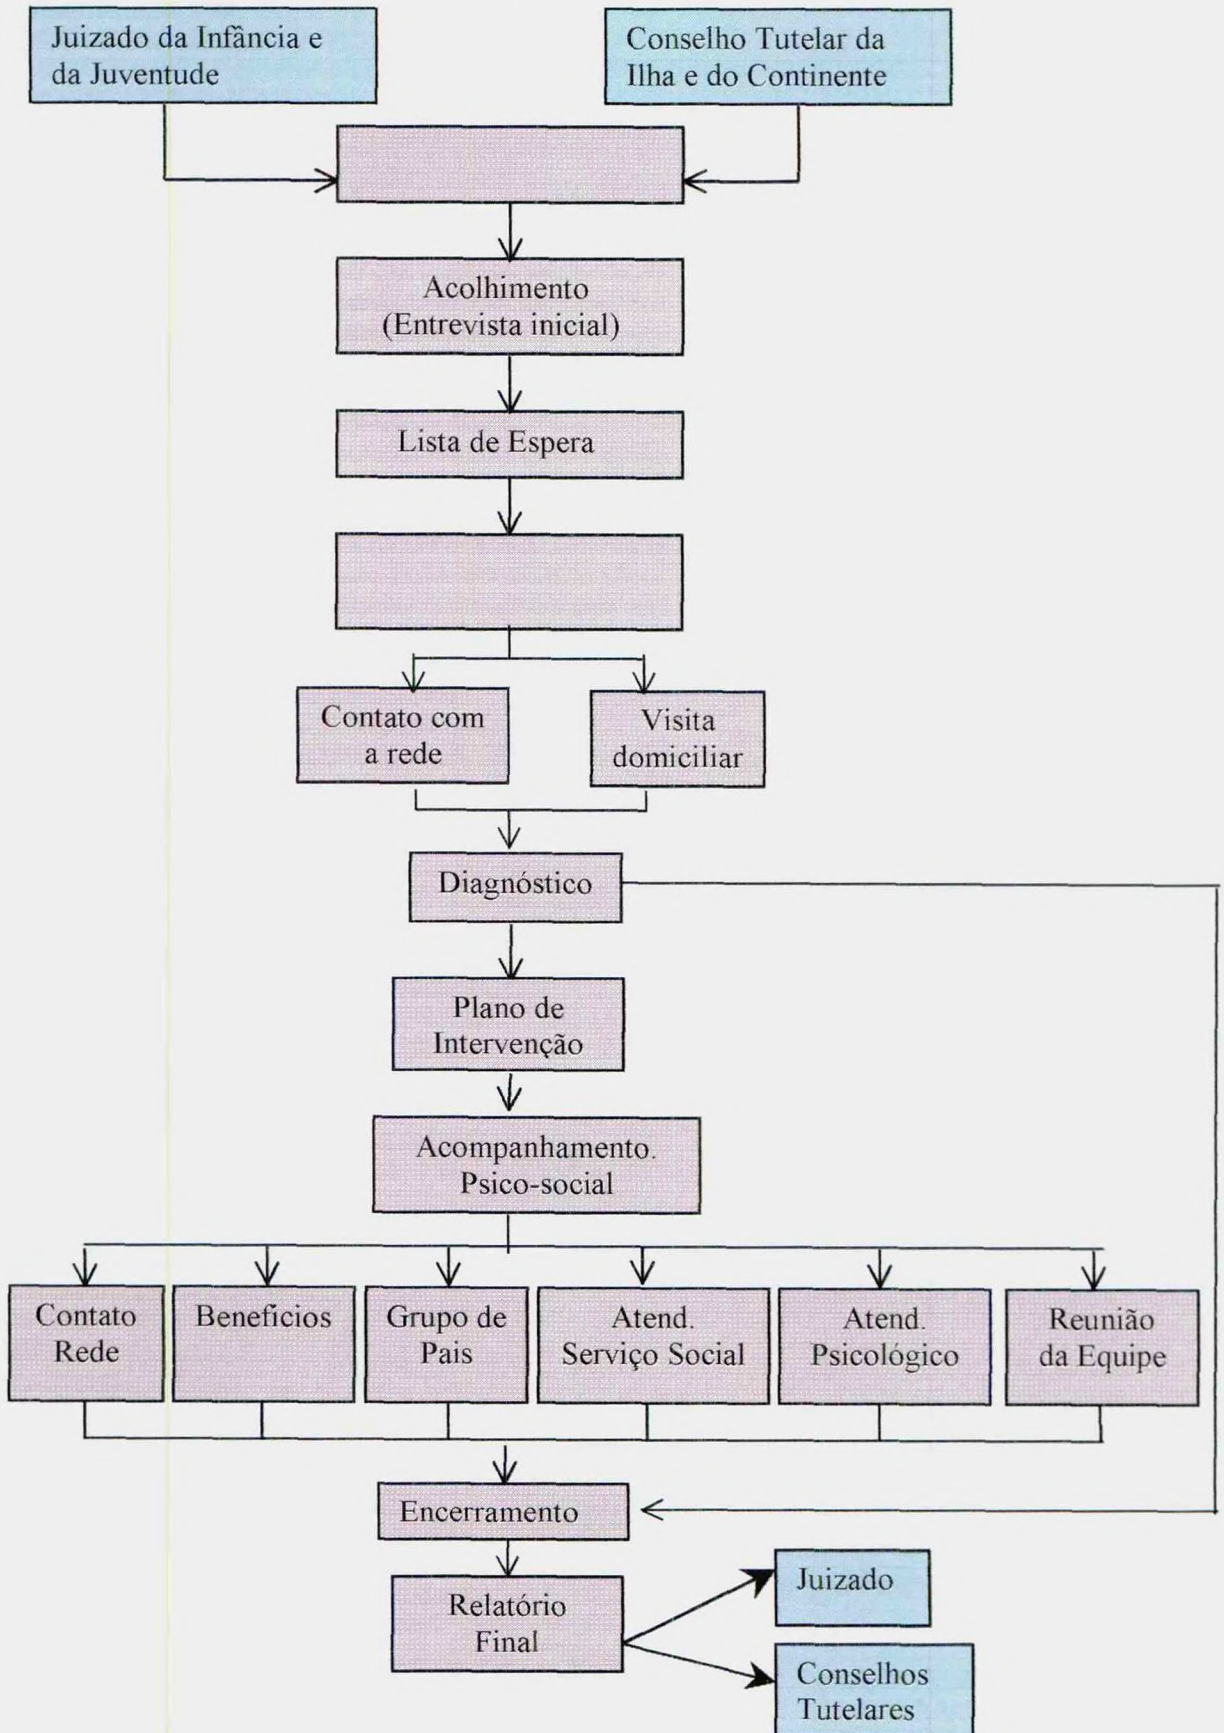 Juizado da Infância e
da Juventude
Conselho Tutelar da
Ilha e do Continente
Acolhimento
(Entrevista inicial)
Lista de Espera
Contato com
a rede
Visita
domiciliar
Diagnóstico
Plano de
Intervenção
Acompanhamento.
Psico-social
Contato
Rede
Benefícios
Grupo de
Pais
Atend.
Serviço Social
Atend.
Psicológico
Reunião
da Equipe
Encerramento
Relatório
Final
Juizado
Conselhos
Tutelares